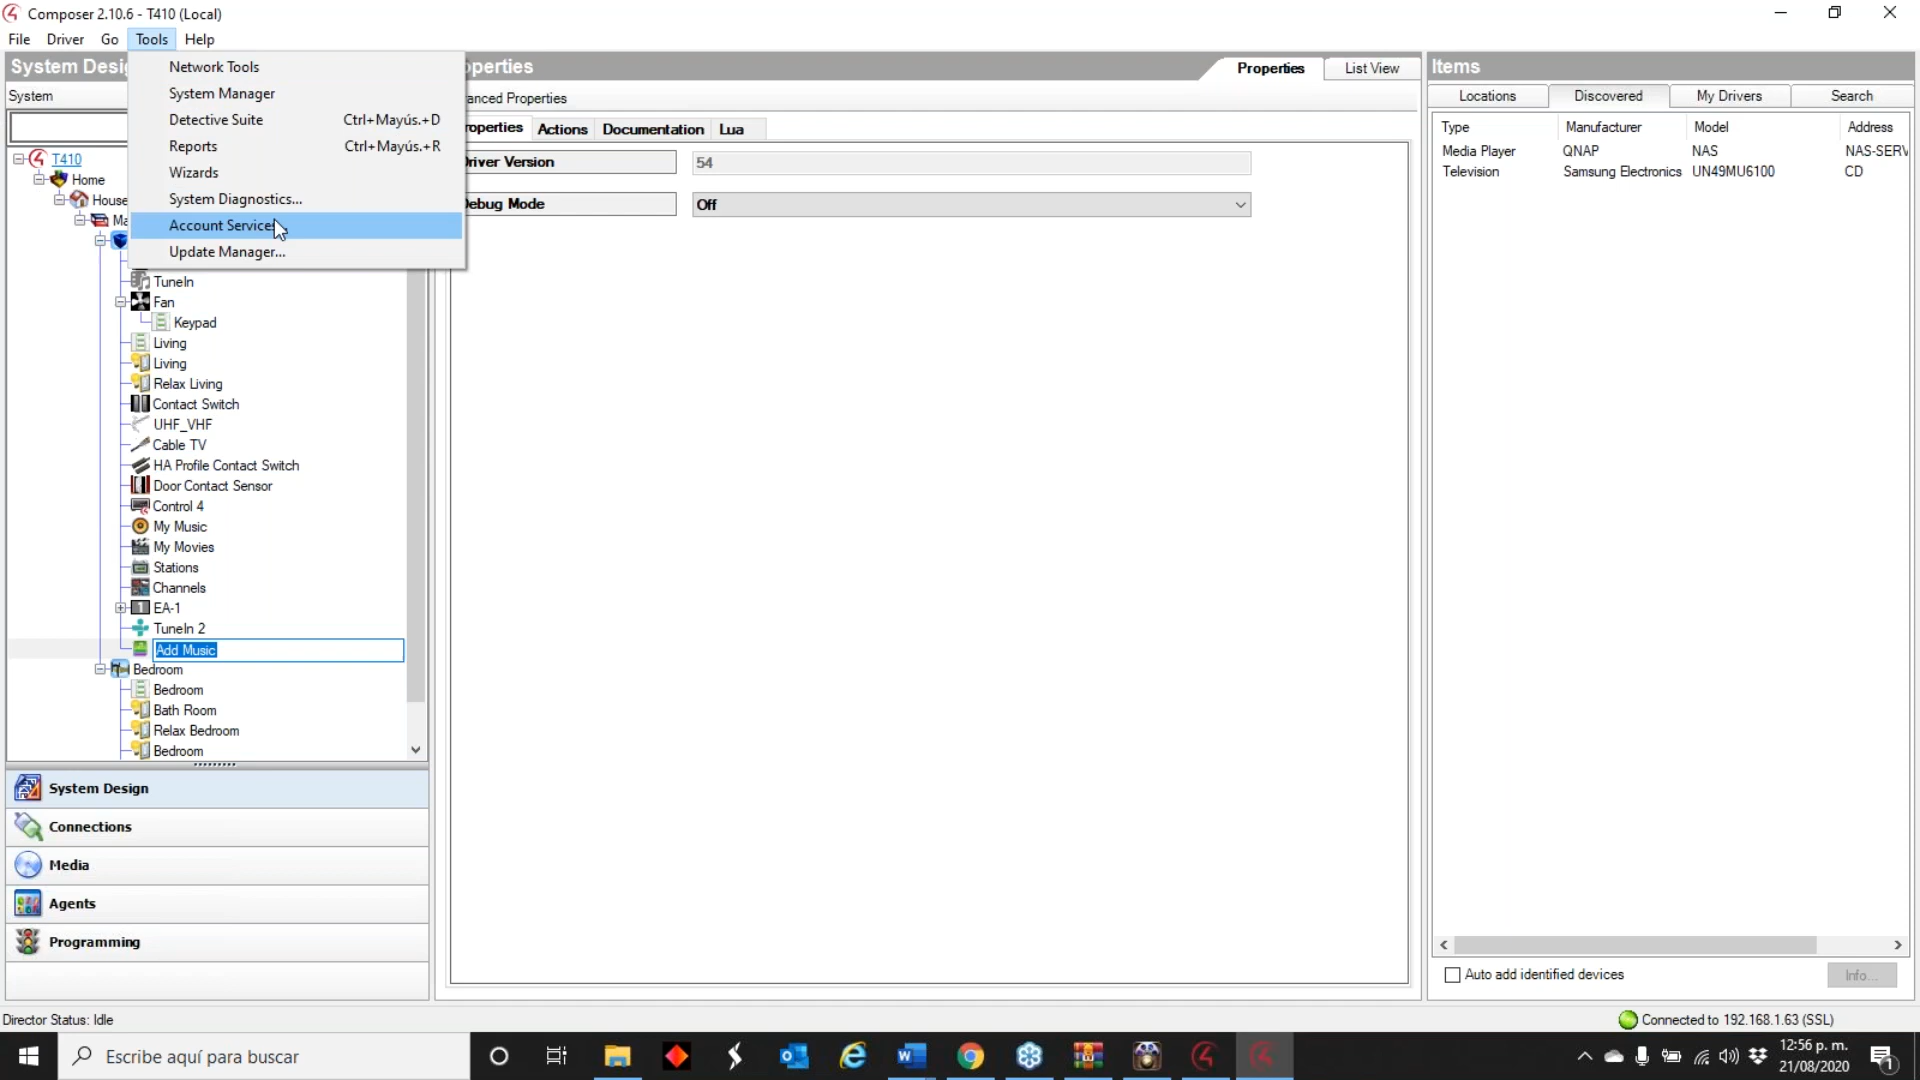 Composer 2.10.6 - T410 (Local)
File Driver Go Tools Help
System Desi
Network Tools
System Manager
Detective Suite Ctrl+Mayús.+D
Reports Ctrl+Mayús.+R
Wizards
System Diagnostics...
Account Services
Update Manager...
System
T410
Home
House
Ma
TuneIn
Fan
Keypad
Living
Living
Relax Living
Contact Switch
UHF_VHF
Cable TV
HA Profile Contact Switch
Door Contact Sensor
Control 4
My Music
My Movies
Stations
Channels
EA-1
TuneIn 2
Add Music
Bedroom
Bedroom
Bath Room
Relax Bedroom
Bedroom
System Design
Connections
Media
Agents
Programming
perties
Properties List View
anced Properties
roperties Actions Documentation Lua
Driver Version 54
Debug Mode Off
Items
Locations Discovered My Drivers Search
Type Manufacturer Model Address
Media Player QNAP NAS NAS-SERV
Television Samsung Electronics UN49MU6100 CD
Auto add identified devices Info...
Director Status: Idle
Connected to 192.168.1.63 (SSL)
Escribe aquí para buscar
12:56 p. m.
21/08/2020
1